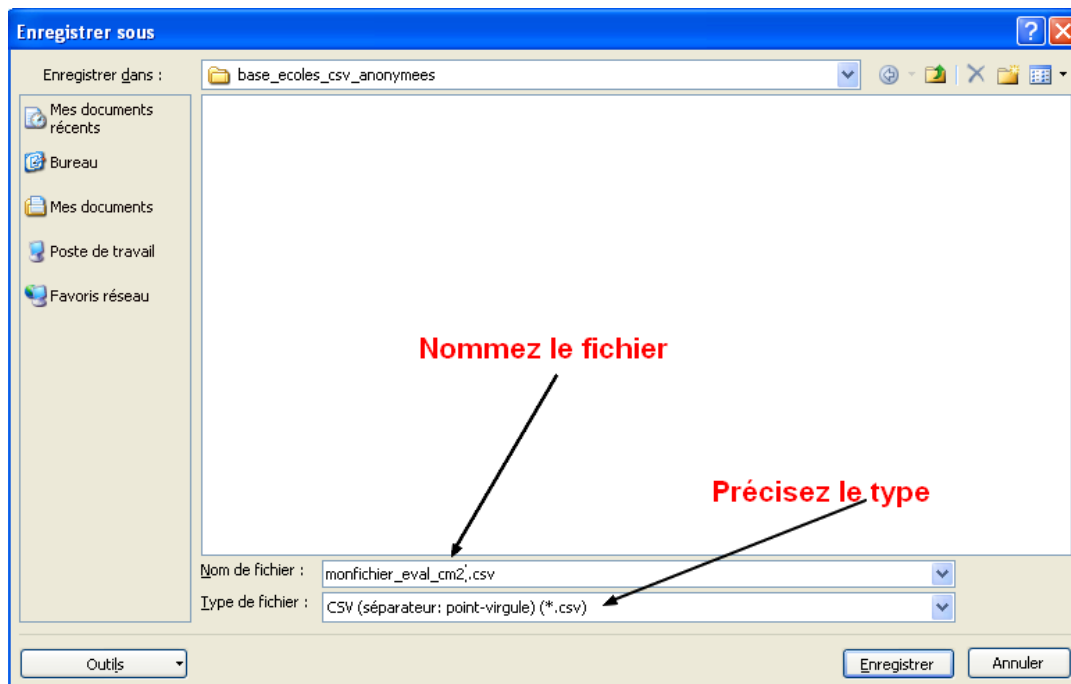 Enregistrer sous
Enregistrer dans :
base_ecoles_csv_anonymees
Mes documents
récents
Bureau
Mes documents
Poste de travail
Favoris réseau
Nommez le fichier
Précisez le type
Nom de fichier :
monfichier_eval_cm2,.csv
Type de fichier :
CSV (séparateur: point-virgule) (*.csv)
Outils
Enregistrer
Annuler